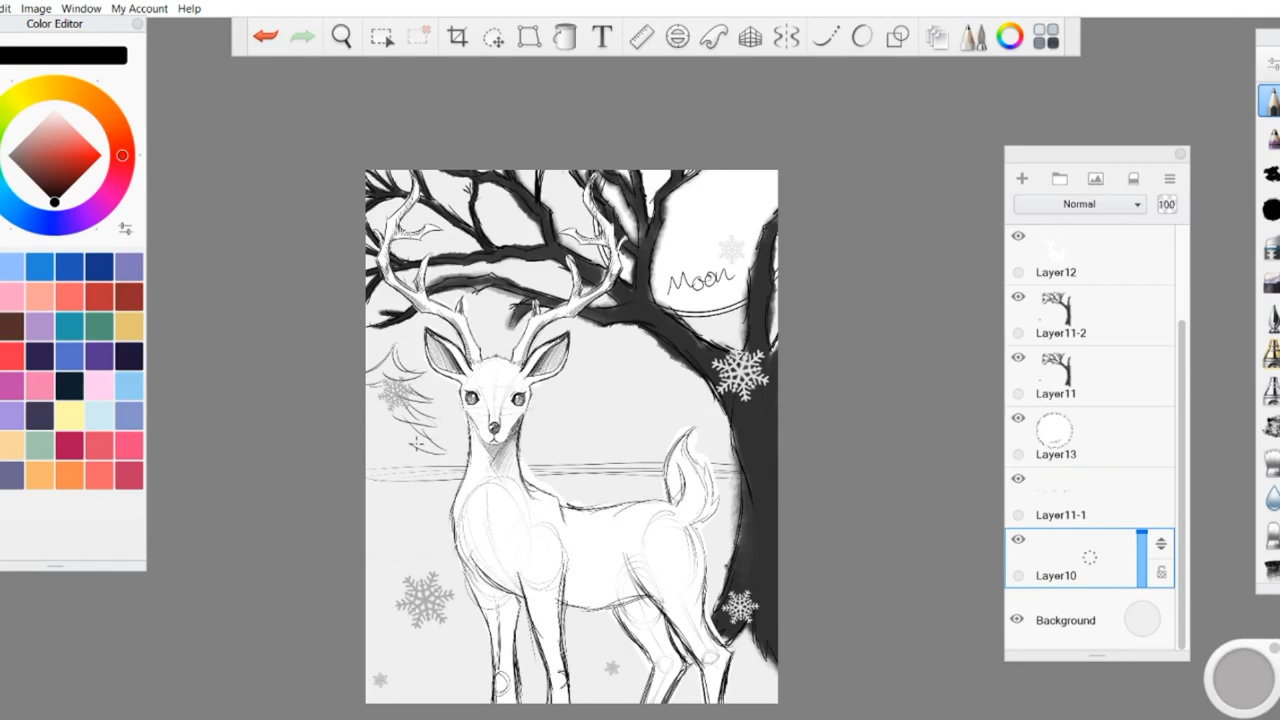 dit Image Window My Account Help
Color Editor
T
Normal 100
Layer12
Layer11-2
Layer11
Layer13
Layer11-1
Layer10
Background
Moon